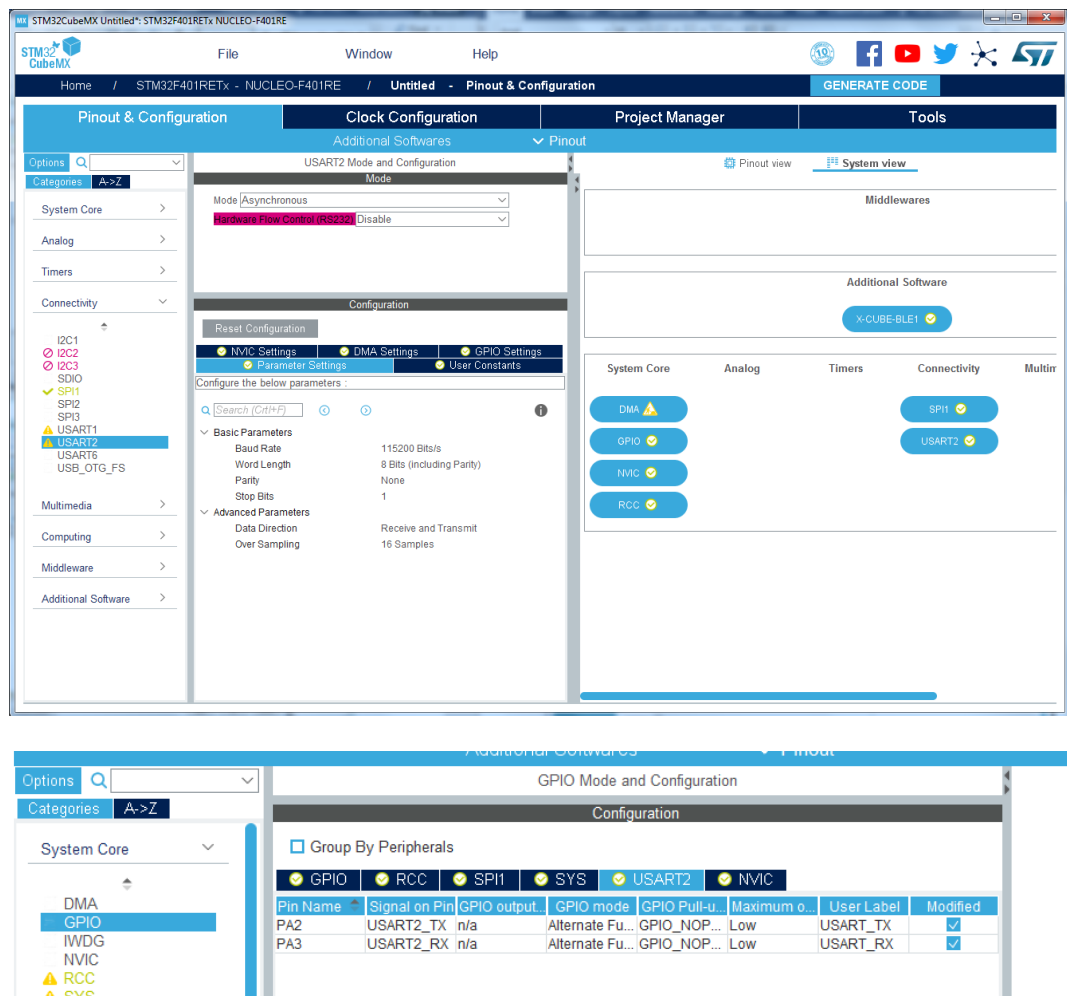 MX STM32CubeMX Untitled*: STM32F401RETx NUCLEO-F401RE
STM32 CubeMX
File Window Help
10
Home / STM32F401RETx - NUCLEO-F401RE / Untitled - Pinout & Configuration GENERATE CODE
Pinout & Configuration Clock Configuration Project Manager Tools
Additional Softwares Pinout
Options
Categories A->Z
System Core
Analog
Timers
Connectivity
I2C1
I2C2
I2C3
SDIO
SPI1
SPI2
SPI3
USART1
USART2
USART6
USB_OTG_FS
Multimedia
Computing
Middleware
Additional Software
USART2 Mode and Configuration
Mode
Mode Asynchronous
Hardware Flow Control (RS232) Disable
Configuration
Reset Configuration
NVIC Settings DMA Settings GPIO Settings
Parameter Settings User Constants
Configure the below parameters :
Search (Crtl+F)
Basic Parameters
Baud Rate 115200 Bits/s
Word Length 8 Bits (including Parity)
Parity None
Stop Bits 1
Advanced Parameters
Data Direction Receive and Transmit
Over Sampling 16 Samples
Pinout view System view
Middlewares
Additional Software
X-CUBE-BLE1
System Core Analog Timers Connectivity Multim
DMA SPI1
GPIO USART2
NVIC
RCC
Additional Softwares Pinout
Options
Categories A->Z
System Core
DMA
GPIO
IWDG
NVIC
RCC
SYS
GPIO Mode and Configuration
Configuration
Group By Peripherals
GPIO RCC SPI1 SYS USART2 NVIC
Pin Name Signal on Pin GPIO output... GPIO mode GPIO Pull-u... Maximum o... User Label Modified
PA2 USART2_TX n/a Alternate Fu... GPIO_NOP... Low USART_TX
PA3 USART2_RX n/a Alternate Fu... GPIO_NOP... Low USART_RX